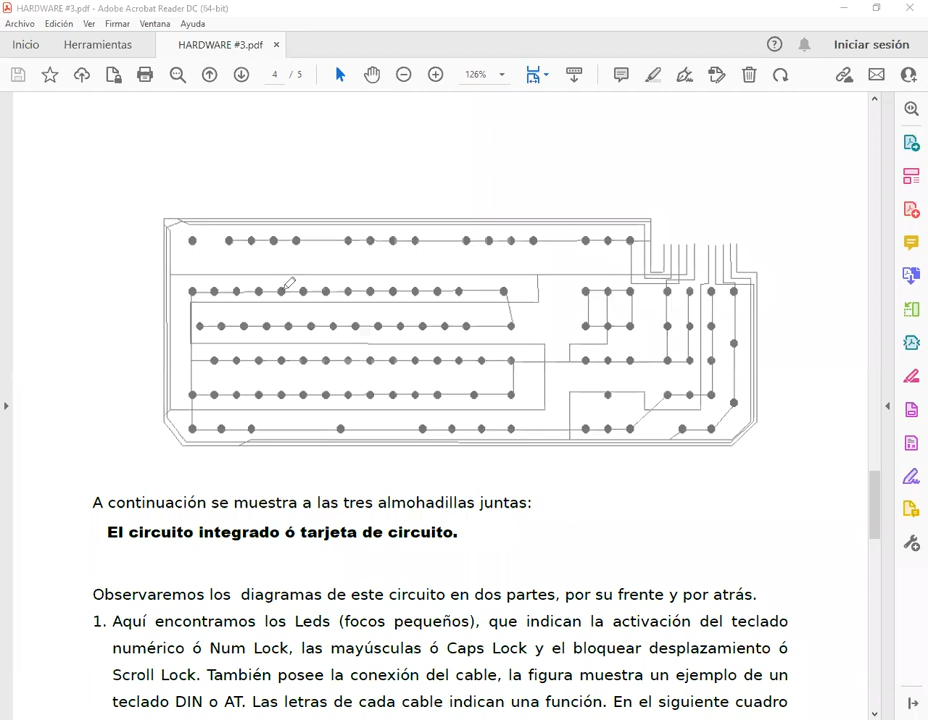 HARDWARE #3.pdf - Adobe Acrobat Reader DC (64-bit)
Archivo Edición Ver Firmar Ventana Ayuda
Inicio Herramientas HARDWARE #3.pdf × Iniciar sesión
4 / 5 126%
A continuación se muestra a las tres almohadillas juntas:
El circuito integrado ó tarjeta de circuito.
Observaremos los diagramas de este circuito en dos partes, por su frente y por atrás.
1. Aquí encontramos los Leds (focos pequeños), que indican la activación del teclado
numérico ó Num Lock, las mayúsculas ó Caps Lock y el bloquear desplazamiento ó
Scroll Lock. También posee la conexión del cable, la figura muestra un ejemplo de un
teclado DIN o AT. Las letras de cada cable indican una función. En el siguiente cuadro